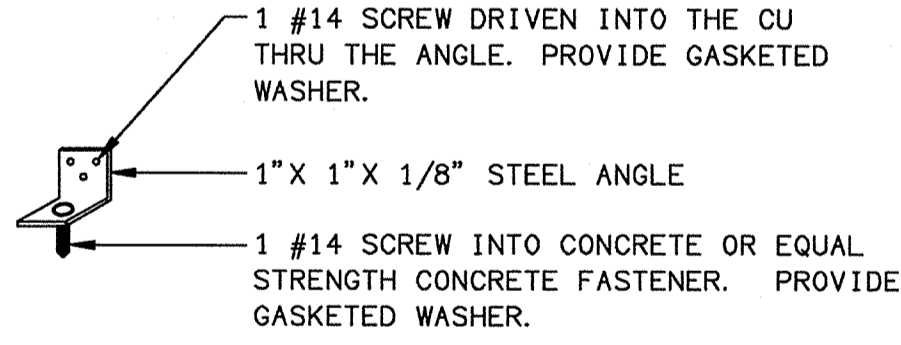 1 #14 SCREW DRIVEN INTO THE CU
THRU THE ANGLE. PROVIDE GASKETED
WASHER.
1"X 1"X 1/8" STEEL ANGLE
1 #14 SCREW INTO CONCRETE OR EQUAL
STRENGTH CONCRETE FASTENER. PROVIDE
GASKETED WASHER.